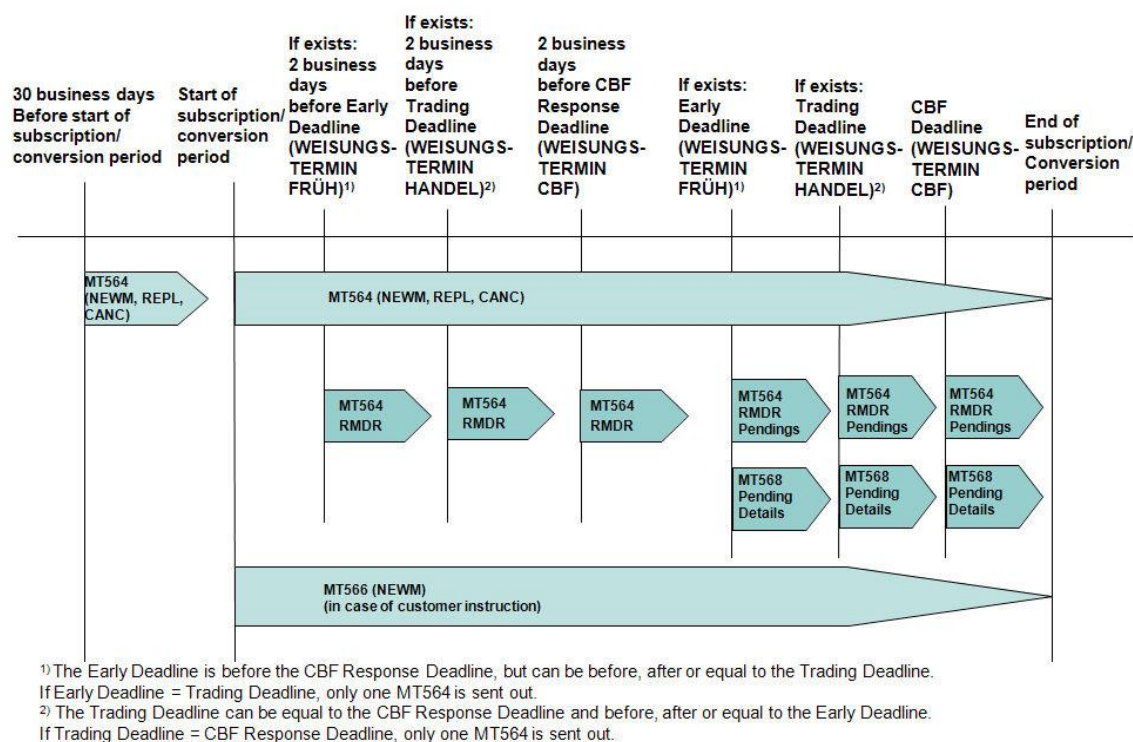 30 business days
Before start of
subscription/
conversion period
Start of
subscription/
conversion
period
If exists:
2 business
days
before Early
Deadline
(WEISUNGS-
TERMIN
FRÜH)1)
If exists:
2 business
days
before
Trading
Deadline
(WEISUNGS-
TERMIN
HANDEL)2)
2 business
days
before CBF
Response
Deadline
(WEISUNGS-
TERMIN
CBF)
If exists:
Early
Deadline
(WEISUNGS-
TERMIN
FRÜH)1)
If exists:
Trading
Deadline
(WEISUNGS-
TERMIN
HANDEL)2)
CBF
Deadline
(WEISUNGS-
TERMIN
CBF)
End of
subscription/
Conversion
period
MT564
(NEWM, REPL,
CANC)
MT564 (NEWM, REPL, CANC)
MT564
RMDR
MT564
RMDR
MT564
RMDR
MT564
RMDR
Pendings
MT564
RMDR
Pendings
MT564
RMDR
Pendings
MT568
Pending
Details
MT568
Pending
Details
MT568
Pending
Details
MT566 (NEWM)
(in case of customer instruction)
1) The Early Deadline is before the CBF Response Deadline, but can be before, after or equal to the Trading Deadline.
If Early Deadline = Trading Deadline, only one MT564 is sent out.
2) The Trading Deadline can be equal to the CBF Response Deadline and before, after or equal to the Early Deadline.
If Trading Deadline = CBF Response Deadline, only one MT564 is sent out.